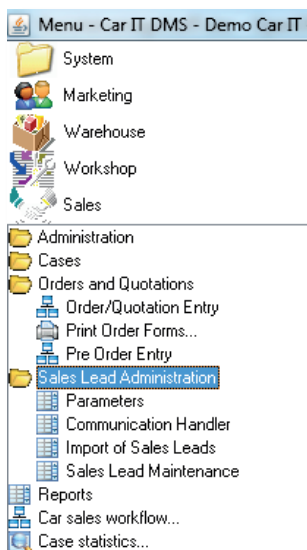 Menu - Car IT DMS - Demo Car IT
System
Marketing
Warehouse
Workshop
Sales
Administration
Cases
Orders and Quotations
Order/Quotation Entry
Print Order Forms...
Pre Order Entry
Sales Lead Administration
Parameters
Communication Handler
Import of Sales Leads
Sales Lead Maintenance
Reports
Car sales workflow...
Case statistics...